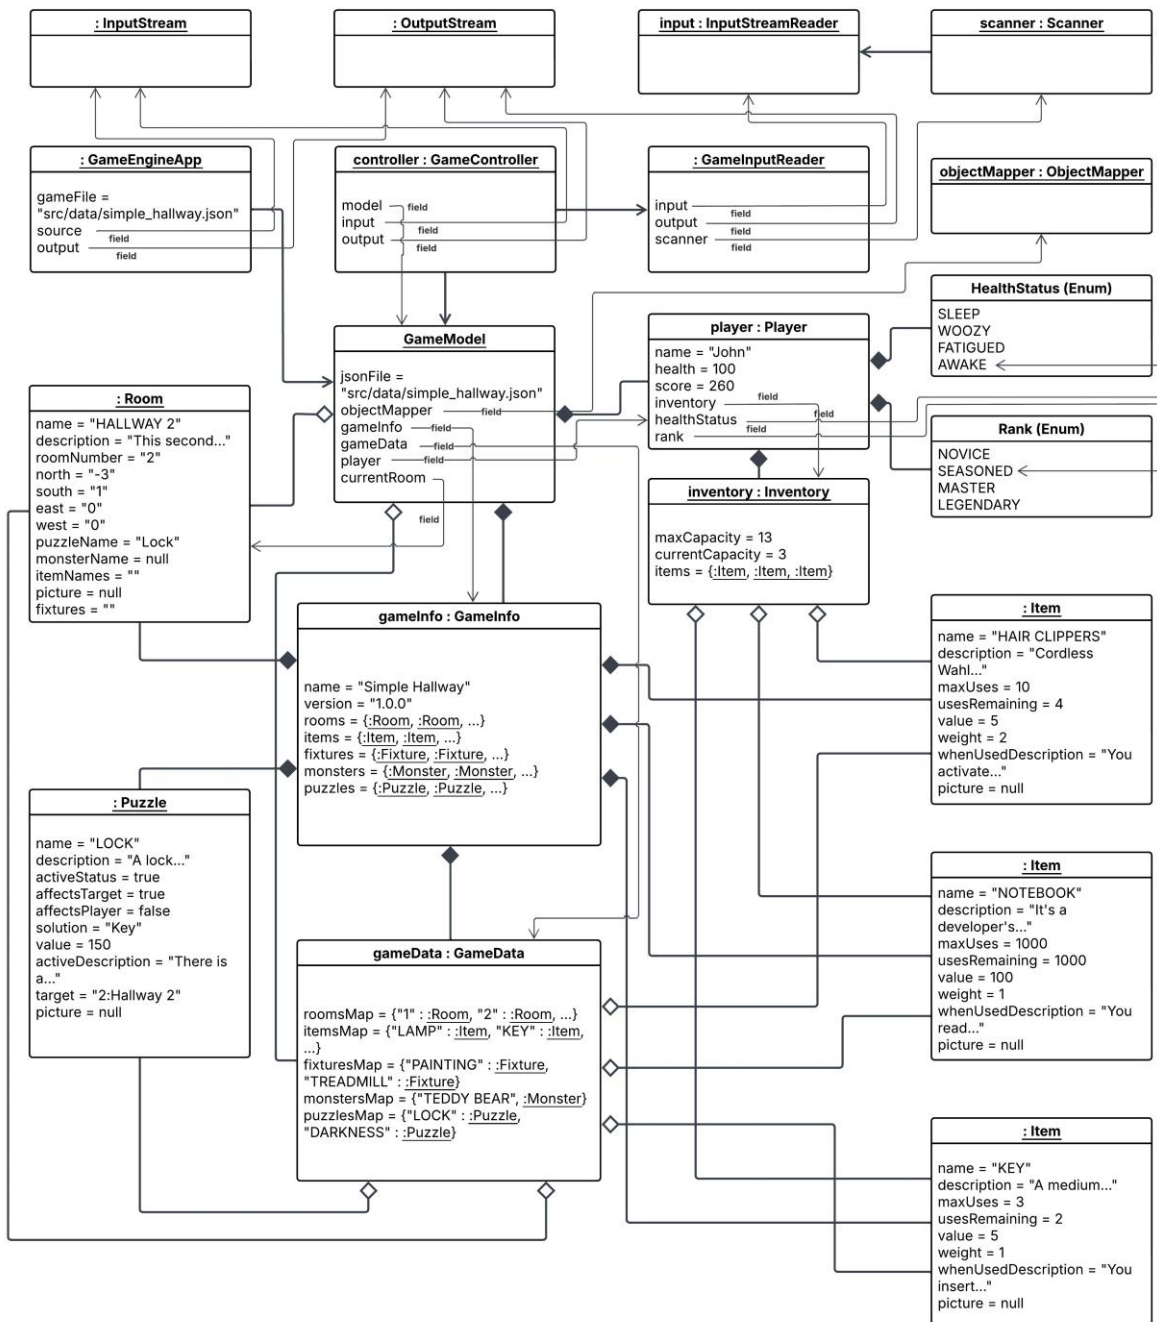 : InputStream
: OutputStream
input : InputStreamReader
scanner : Scanner
: GameEngineApp
gameFile =
"src/data/simple_hallway.json"
source
field
output
field
controller : GameController
model
field
input
field
output
field
: GameInputReader
input
field
output
field
scanner
field
objectMapper : ObjectMapper
HealthStatus (Enum)
SLEEP
WOOZY
FATIGUED
AWAKE
GameModel
jsonFile =
"src/data/simple_hallway.json"
objectMapper
field
gameInfo
field
gameData
field
player
field
currentRoom
field
player : Player
name = "John"
health = 100
score = 260
inventory
field
healthStatus
field
rank
field
Rank (Enum)
NOVICE
SEASONED
MASTER
LEGENDARY
: Room
name = "HALLWAY 2"
description = "This second..."
roomNumber = "2"
north = "-3"
south = "1"
east = "0"
west = "0"
puzzleName = "Lock"
monsterName = null
itemNames = ""
picture = null
fixtures = ""
inventory : Inventory
maxCapacity = 13
currentCapacity = 3
items = {:Item, :Item, :Item}
gameInfo : GameInfo
name = "Simple Hallway"
version = "1.0.0"
rooms = {:Room, :Room, ...}
items = {:Item, :Item, ...}
fixtures = {:Fixture, :Fixture, ...}
monsters = {:Monster, :Monster, ...}
puzzles = {:Puzzle, :Puzzle, ...}
: Item
name = "HAIR CLIPPERS"
description = "Cordless
Wahl..."
maxUses = 10
usesRemaining = 4
value = 5
weight = 2
whenUsedDescription = "You
activate..."
picture = null
: Puzzle
name = "LOCK"
description = "A lock..."
activeStatus = true
affectsTarget = true
affectsPlayer = false
solution = "Key"
value = 150
activeDescription = "There is
a..."
target = "2:Hallway 2"
picture = null
: Item
name = "NOTEBOOK"
description = "It's a
developer's..."
maxUses = 1000
usesRemaining = 1000
value = 100
weight = 1
whenUsedDescription = "You
read..."
picture = null
gameData : GameData
roomsMap = {"1" : :Room, "2" : :Room, ...}
itemsMap = {"LAMP" : :Item, "KEY" : :Item,
...}
fixturesMap = {"PAINTING" : :Fixture,
"TREADMILL" : :Fixture}
monstersMap = {"TEDDY BEAR", :Monster}
puzzlesMap = {"LOCK" : :Puzzle,
"DARKNESS" : :Puzzle}
: Item
name = "KEY"
description = "A medium..."
maxUses = 3
usesRemaining = 2
value = 5
weight = 1
whenUsedDescription = "You
insert..."
picture = null